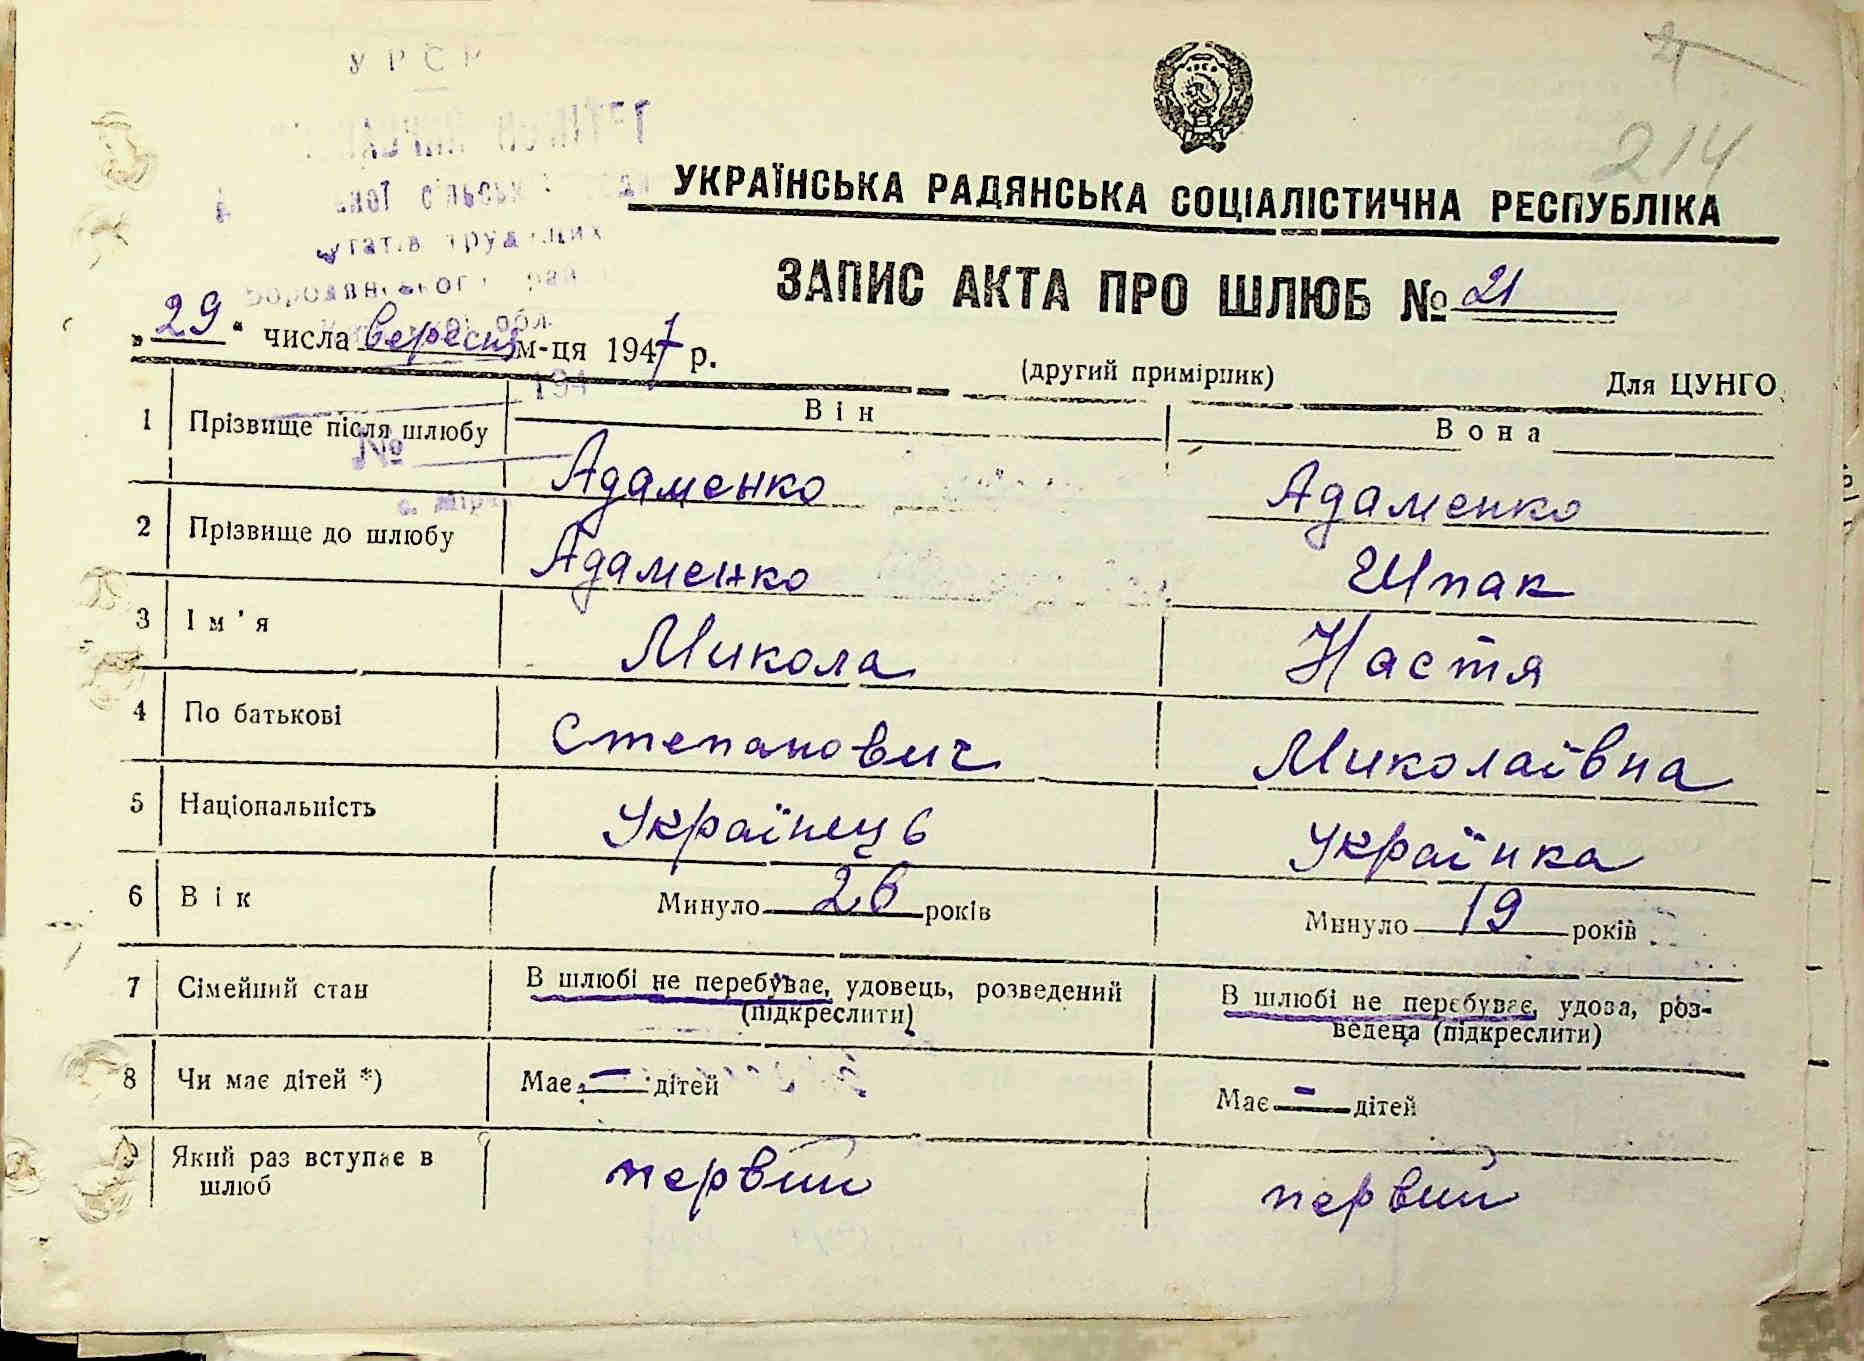 УРСР
214
УКРАЇНСЬКА РАДЯНСЬКА СОЦІАЛІСТИЧНА РЕСПУБЛІКА
ЗАПИС АКТА ПРО ШЛЮБ № 21
„29“ числа вересня м-ця 1947 р.
(другий примірник) Для ЦУНГО
Він Вона
1 Прізвище після шлюбу Адаменко Адаменко
2 Прізвище до шлюбу Адаменко Шпак
3 Ім'я Микола Настя
4 По батькові Степанович Миколаївна
5 Національність Українець Українка
6 Вік Минуло 26 років Минуло 19 років
7 Сімейний стан В шлюбі не перебуває, удовець, розведений (підкреслити) В шлюбі не перебуває, удова, роз-
ведена (підкреслити)
8 Чи має дітей *) Має - дітей Має - дітей
9 Який раз вступає в шлюб первий первий